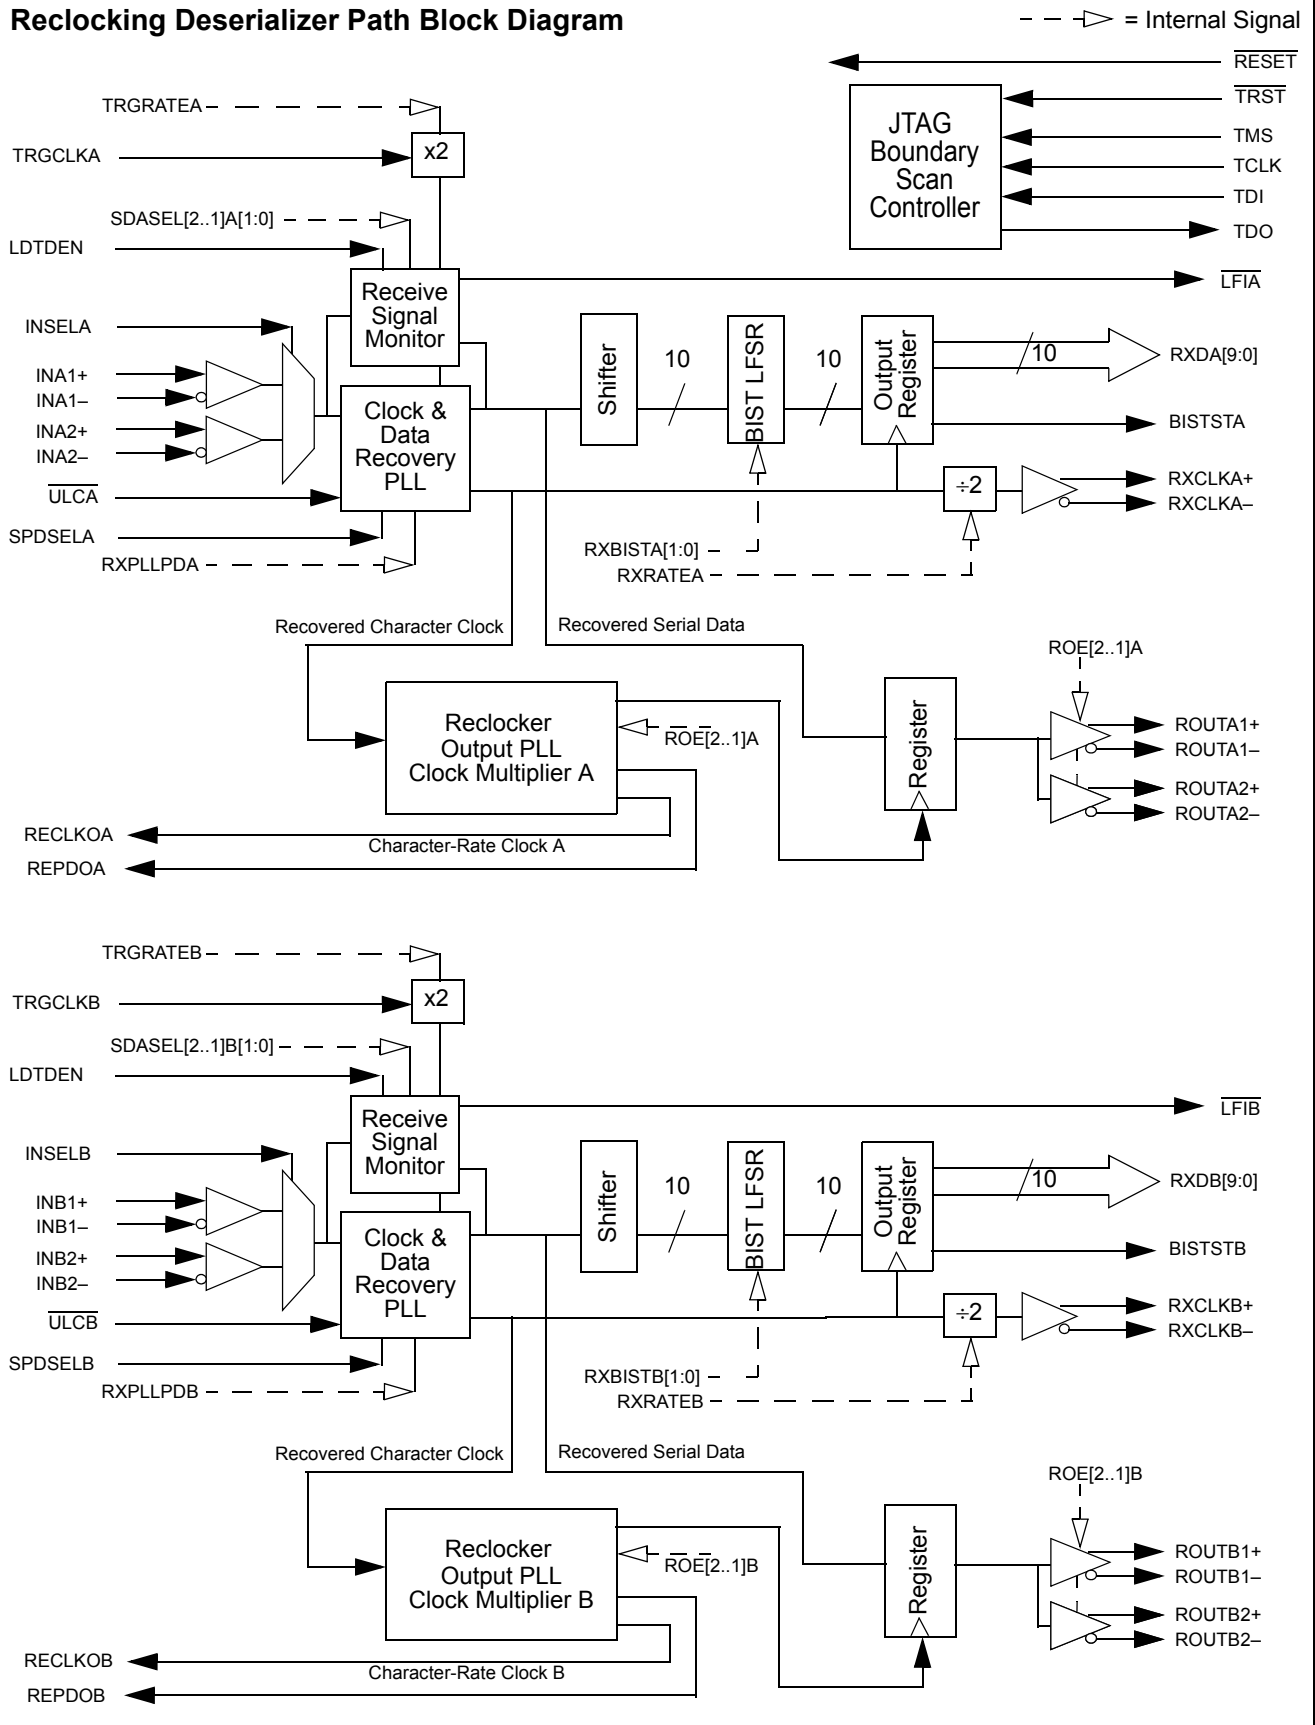 Reclocking Deserializer Path Block Diagram
= Internal Signal
RESET
TRGRATEA
TRST
JTAG
Boundary
Scan
Controller
TMS
TRGCLKA
x2
TCLK
TDI
SDASEL[2..1]A[1:0]
TDO
LDTDEN
LFIA
Receive
Signal
Monitor
INSELA
Shifter
10
BIST LFSR
10
Output
Register
10
RXDA[9:0]
INA1+
INA1–
INA2+
INA2–
Clock &
Data
Recovery
PLL
BISTSTA
ULCA
÷2
RXCLKA+
RXCLKA–
SPDSELA
RXPLLPDA
RXBISTA[1:0]
RXRATEA
Recovered Character Clock
Recovered Serial Data
ROE[2..1]A
Reclocker
Output PLL
Clock Multiplier A
ROE[2..1]A
Register
ROUTA1+
ROUTA1–
ROUTA2+
ROUTA2–
RECLKOA
Character-Rate Clock A
REPDOA
TRGRATEB
TRGCLKB
x2
SDASEL[2..1]B[1:0]
LDTDEN
LFIB
Receive
Signal
Monitor
INSELB
Shifter
10
BIST LFSR
10
Output
Register
10
RXDB[9:0]
INB1+
INB1–
INB2+
INB2–
Clock &
Data
Recovery
PLL
BISTSTB
ULCB
÷2
RXCLKB+
RXCLKB–
SPDSELB
RXPLLPDB
RXBISTB[1:0]
RXRATEB
Recovered Character Clock
Recovered Serial Data
ROE[2..1]B
Reclocker
Output PLL
Clock Multiplier B
ROE[2..1]B
Register
ROUTB1+
ROUTB1–
ROUTB2+
ROUTB2–
RECLKOB
Character-Rate Clock B
REPDOB